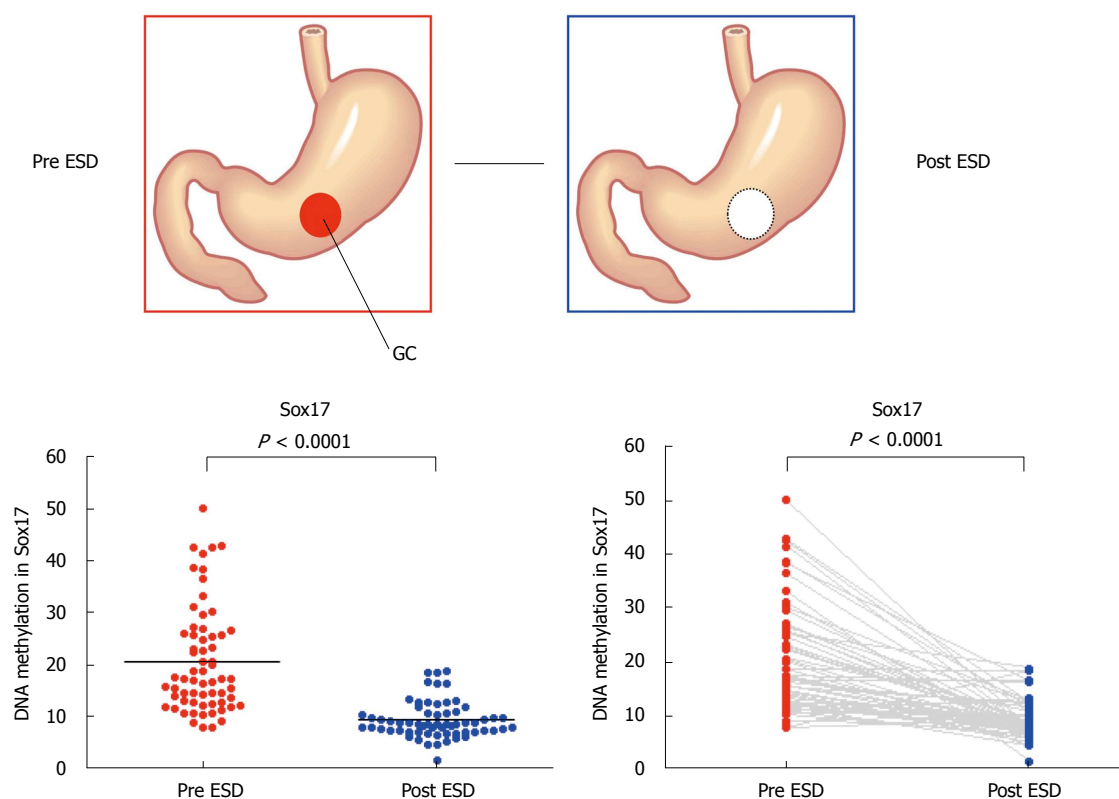 Pre ESD
Post ESD
GC
Sox17
P < 0.0001
60
50
40
30
20
10
0
DNA methylation in Sox17
Pre ESD
Post ESD
Sox17
P < 0.0001
60
50
40
30
20
10
0
DNA methylation in Sox17
Pre ESD
Post ESD